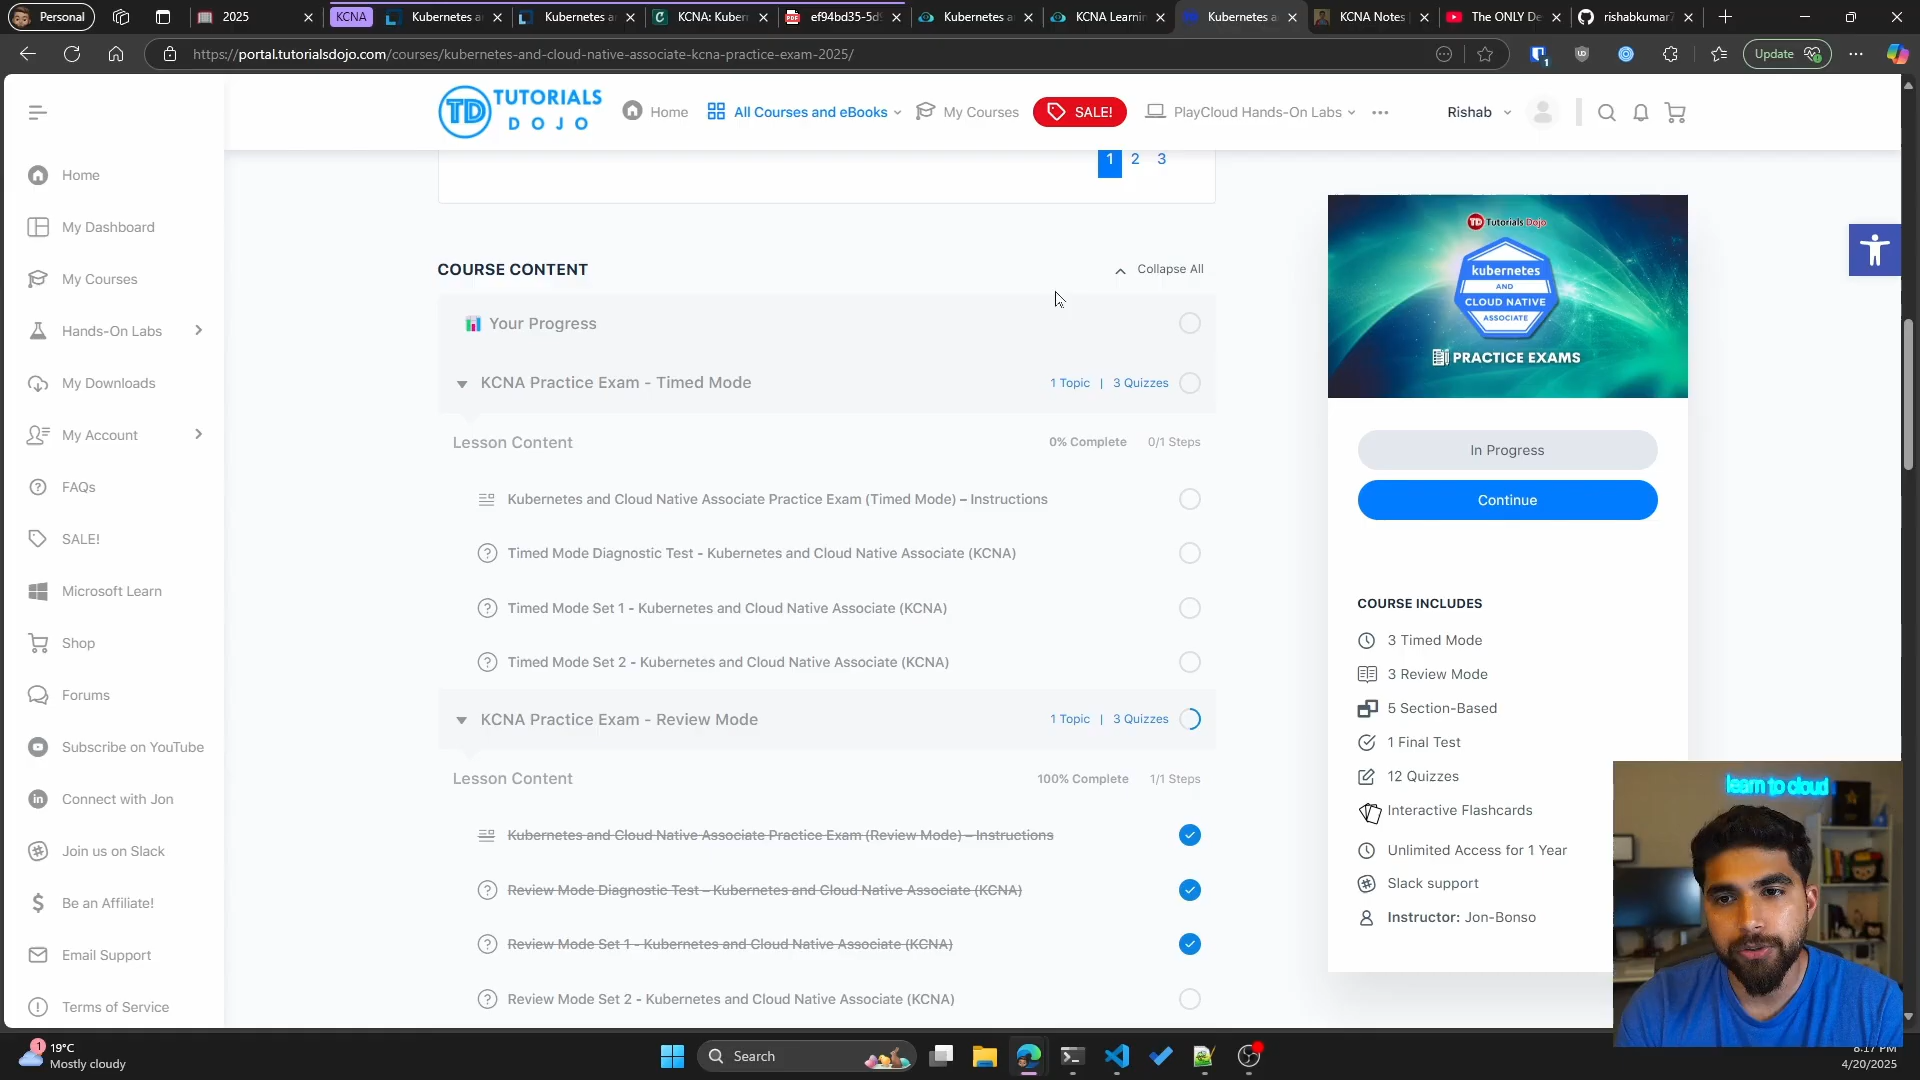 Personal
2025
KCNA
Kubernetes a
Kubernetes a
KCNA: Kuber
ef94bd35-5d5
Kubernetes a
KCNA Learnin
Kubernetes a
KCNA Notes
The ONLY De
rishabkumar7
https://portal.tutorialsdojo.com/courses/kubernetes-and-cloud-native-associate-kcna-practice-exam-2025/
Update
TD TUTORIALS DOJO
Home
All Courses and eBooks
My Courses
SALE!
PlayCloud Hands-On Labs
Rishab
Home
My Dashboard
My Courses
Hands-On Labs
My Downloads
My Account
FAQs
SALE!
Microsoft Learn
Shop
Forums
Subscribe on YouTube
Connect with Jon
Join us on Slack
Be an Affiliate!
Email Support
Terms of Service
1 2 3
COURSE CONTENT
Collapse All
Your Progress
KCNA Practice Exam - Timed Mode
1 Topic | 3 Quizzes
Lesson Content
0% Complete 0/1 Steps
Kubernetes and Cloud Native Associate Practice Exam (Timed Mode) – Instructions
Timed Mode Diagnostic Test - Kubernetes and Cloud Native Associate (KCNA)
Timed Mode Set 1 - Kubernetes and Cloud Native Associate (KCNA)
Timed Mode Set 2 - Kubernetes and Cloud Native Associate (KCNA)
KCNA Practice Exam - Review Mode
1 Topic | 3 Quizzes
Lesson Content
100% Complete 1/1 Steps
Kubernetes and Cloud Native Associate Practice Exam (Review Mode) – Instructions
Review Mode Diagnostic Test – Kubernetes and Cloud Native Associate (KCNA)
Review Mode Set 1 - Kubernetes and Cloud Native Associate (KCNA)
Review Mode Set 2 - Kubernetes and Cloud Native Associate (KCNA)
TD Tutorials Dojo
kubernetes
AND
CLOUD NATIVE
ASSOCIATE
PRACTICE EXAMS
In Progress
Continue
COURSE INCLUDES
3 Timed Mode
3 Review Mode
5 Section-Based
1 Final Test
12 Quizzes
Interactive Flashcards
Unlimited Access for 1 Year
Slack support
Instructor: Jon-Bonso
learn to cloud
1
19°C
Mostly cloudy
Search
8:17 PM
4/20/2025